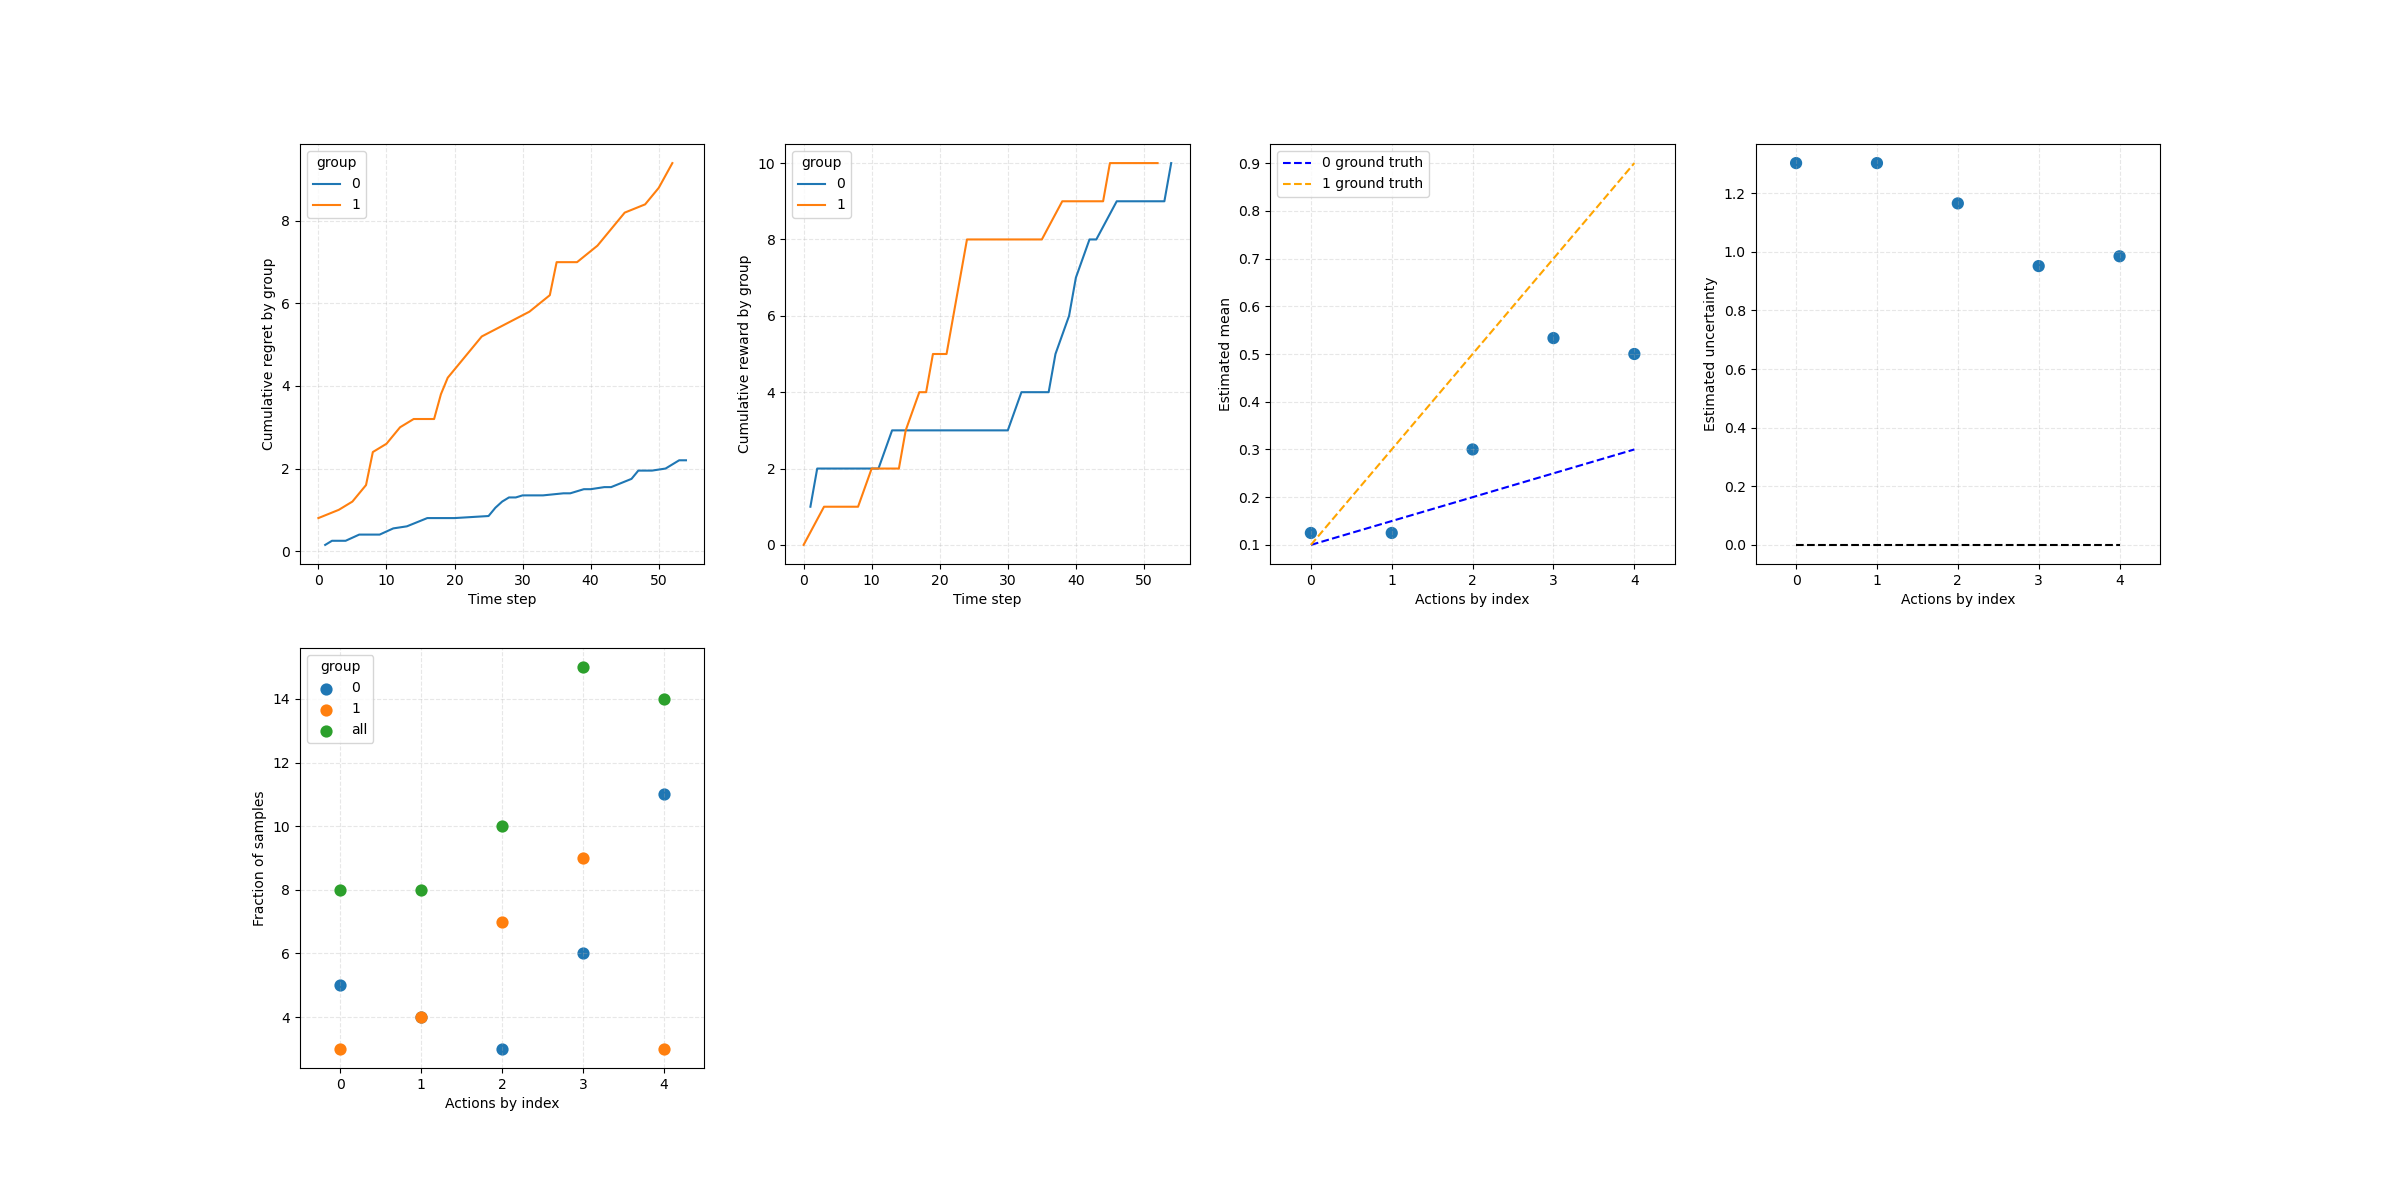 group
0
1
Cumulative regret by group
8
6
4
2
0
0 10 20 30 40 50
Time step
group
0
1
Cumulative reward by group
10
8
6
4
2
0
0 10 20 30 40 50
Time step
0 ground truth
1 ground truth
Estimated mean
0.9
0.8
0.7
0.6
0.5
0.4
0.3
0.2
0.1
0 1 2 3 4
Actions by index
Estimated uncertainty
1.2
1.0
0.8
0.6
0.4
0.2
0.0
0 1 2 3 4
Actions by index
group
0
1
all
Fraction of samples
14
12
10
8
6
4
0 1 2 3 4
Actions by index